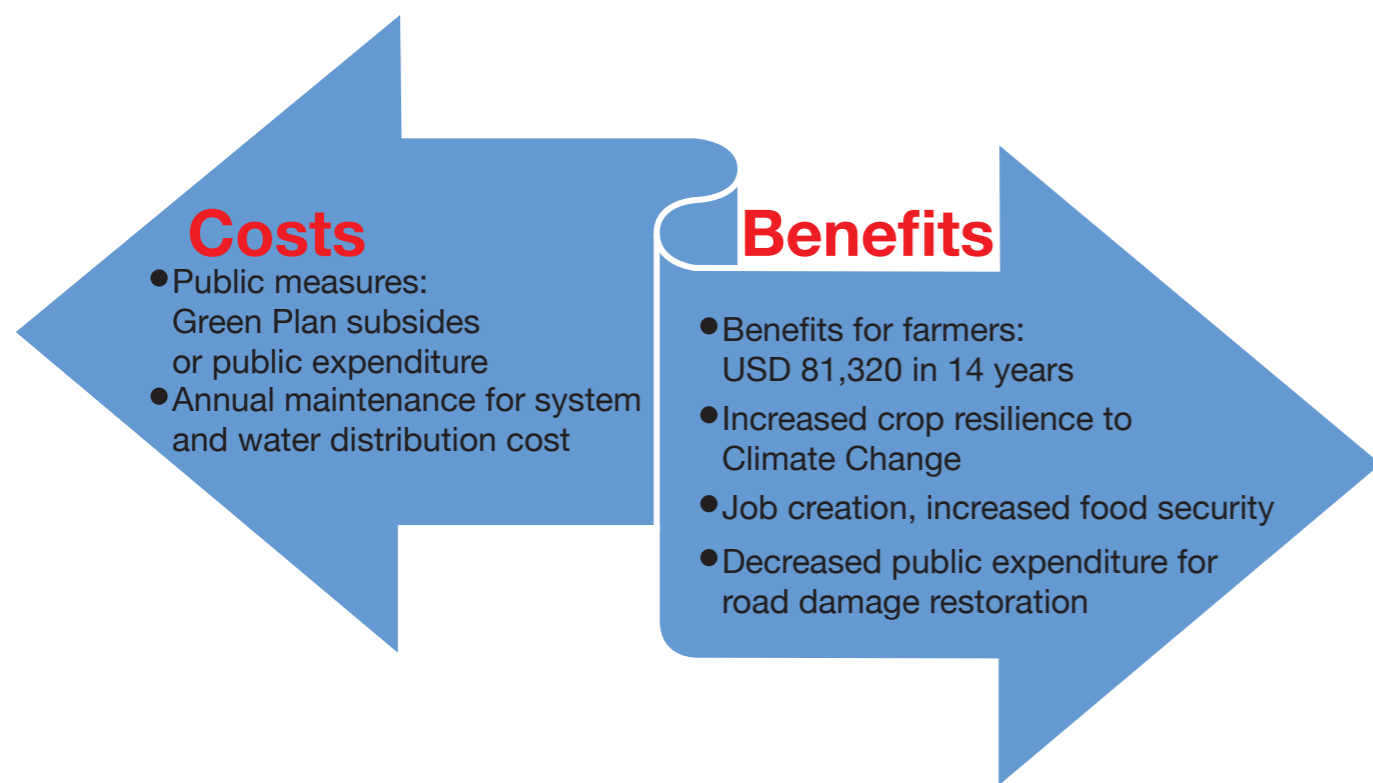 Costs
●Public measures:
Green Plan subsides
or public expenditure
●Annual maintenance for system
and water distribution cost
Benefits
●Benefits for farmers:
USD 81,320 in 14 years
●Increased crop resilience to
Climate Change
●Job creation, increased food security
●Decreased public expenditure for
road damage restoration